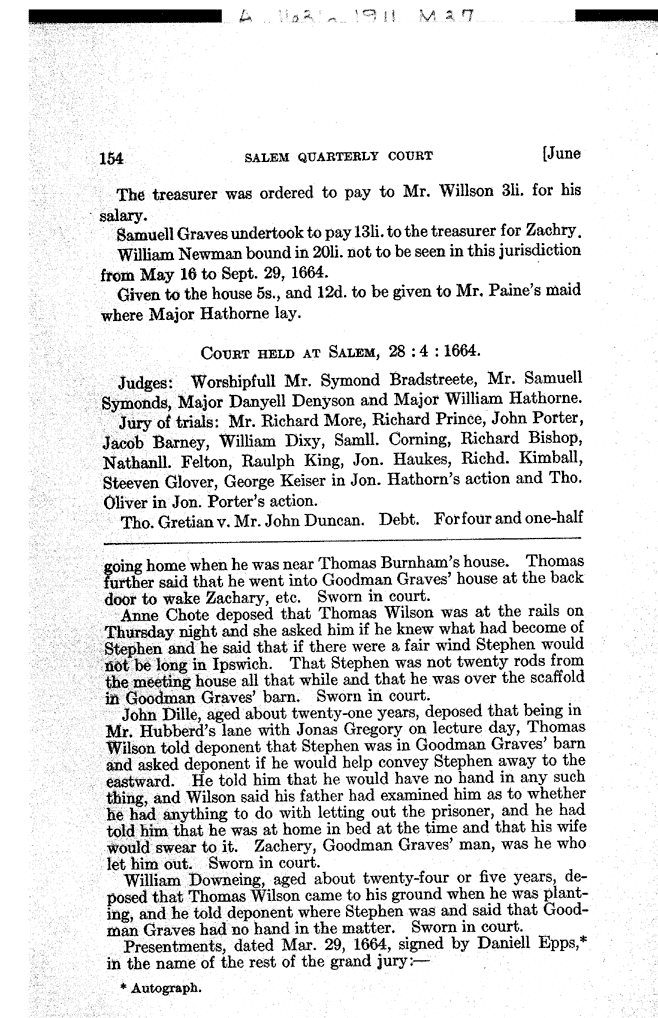 154 SALEM QUARTERLY COURT [June
The treasurer was ordered to pay to Mr. Willson 3li. for his
salary.
Samuell Graves undertook to pay 13li. to the treasurer for Zachry.
William Newman bound in 20li. not to be seen in this jurisdiction
from May 16 to Sept. 29, 1664.
Given to the house 5s., and 12d. to be given to Mr. Paine's maid
where Major Hathorne lay.
COURT HELD AT SALEM, 28 : 4 : 1664.
Judges: Worshipfull Mr. Symond Bradstreete, Mr. Samuell
Symonds, Major Danyell Denyson and Major William Hathorne.
Jury of trials: Mr. Richard More, Richard Prince, John Porter,
Jacob Barney, William Dixy, Samll. Corning, Richard Bishop,
Nathanll. Felton, Raulph King, Jon. Haukes, Richd. Kimball,
Steeven Glover, George Keiser in Jon. Hathorn's action and Tho.
Oliver in Jon. Porter's action.
Tho. Gretian v. Mr. John Duncan. Debt. For four and one-half
going home when he was near Thomas Burnham's house. Thomas
further said that he went into Goodman Graves' house at the back
door to wake Zachary, etc. Sworn in court.
Anne Chote deposed that Thomas Wilson was at the rails on
Thursday night and she asked him if he knew what had become of
Stephen and he said that if there were a fair wind Stephen would
not be long in Ipswich. That Stephen was not twenty rods from
the meeting house all that while and that he was over the scaffold
in Goodman Graves' barn. Sworn in court.
John Dille, aged about twenty-one years, deposed that being in
Mr. Hubberd's lane with Jonas Gregory on lecture day, Thomas
Wilson told deponent that Stephen was in Goodman Graves' barn
and asked deponent if he would help convey Stephen away to the
eastward. He told him that he would have no hand in any such
thing, and Wilson said his father had examined him as to whether
he had anything to do with letting out the prisoner, and he had
told him that he was at home in bed at the time and that his wife
would swear to it. Zachery, Goodman Graves' man, was he who
let him out. Sworn in court.
William Downeing, aged about twenty-four or five years, de-
posed that Thomas Wilson came to his ground when he was plant-
ing, and he told deponent where Stephen was and said that Good-
man Graves had no hand in the matter. Sworn in court.
Presentments, dated Mar. 29, 1664, signed by Daniell Epps,*
in the name of the rest of the grand jury:—
* Autograph.